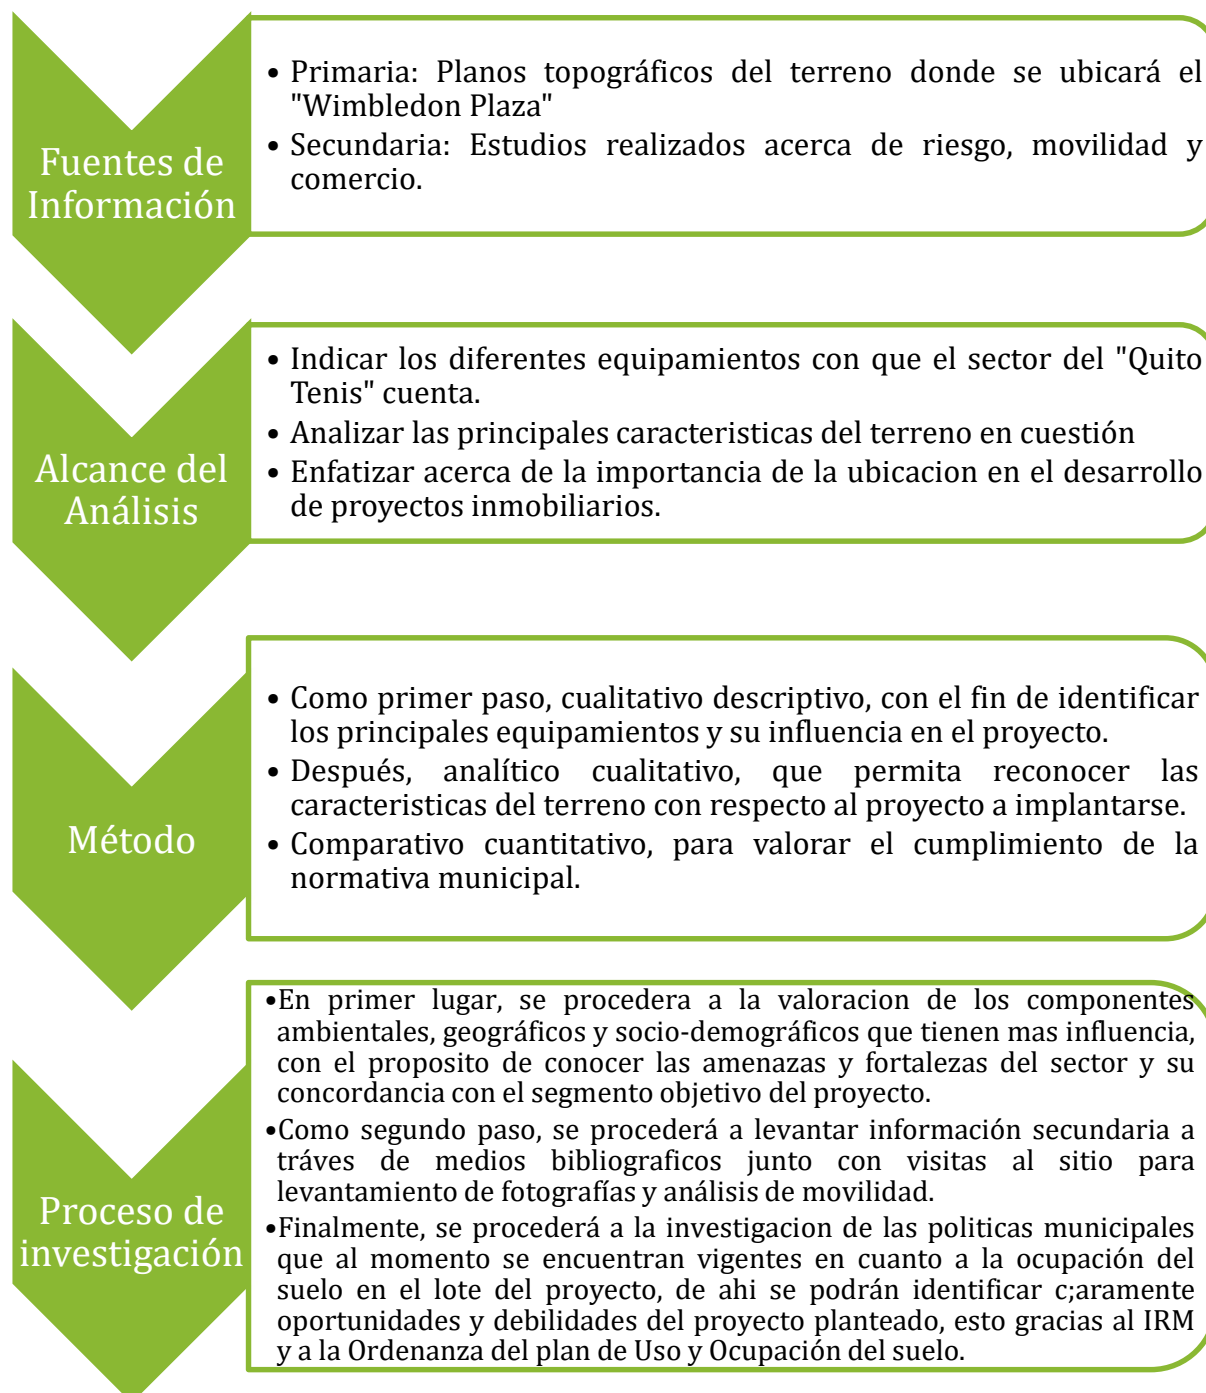 Fuentes de
Información
• Primaria: Planos topográficos del terreno donde se ubicará el
"Wimbledon Plaza"
• Secundaria: Estudios realizados acerca de riesgo, movilidad y
comercio.
Alcance del
Análisis
• Indicar los diferentes equipamientos con que el sector del "Quito
Tenis" cuenta.
• Analizar las principales caracteristicas del terreno en cuestión
• Enfatizar acerca de la importancia de la ubicacion en el desarrollo
de proyectos inmobiliarios.
Método
• Como primer paso, cualitativo descriptivo, con el fin de identificar
los principales equipamientos y su influencia en el proyecto.
• Después, analítico cualitativo, que permita reconocer las
caracteristicas del terreno con respecto al proyecto a implantarse.
• Comparativo cuantitativo, para valorar el cumplimiento de la
normativa municipal.
Proceso de
investigación
•En primer lugar, se procedera a la valoracion de los componentes
ambientales, geográficos y socio-demográficos que tienen mas influencia,
con el proposito de conocer las amenazas y fortalezas del sector y su
concordancia con el segmento objetivo del proyecto.
•Como segundo paso, se procederá a levantar información secundaria a
tráves de medios bibliograficos junto con visitas al sitio para
levantamiento de fotografías y análisis de movilidad.
•Finalmente, se procederá a la investigacion de las politicas municipales
que al momento se encuentran vigentes en cuanto a la ocupación del
suelo en el lote del proyecto, de ahi se podrán identificar c;aramente
oportunidades y debilidades del proyecto planteado, esto gracias al IRM
y a la Ordenanza del plan de Uso y Ocupación del suelo.